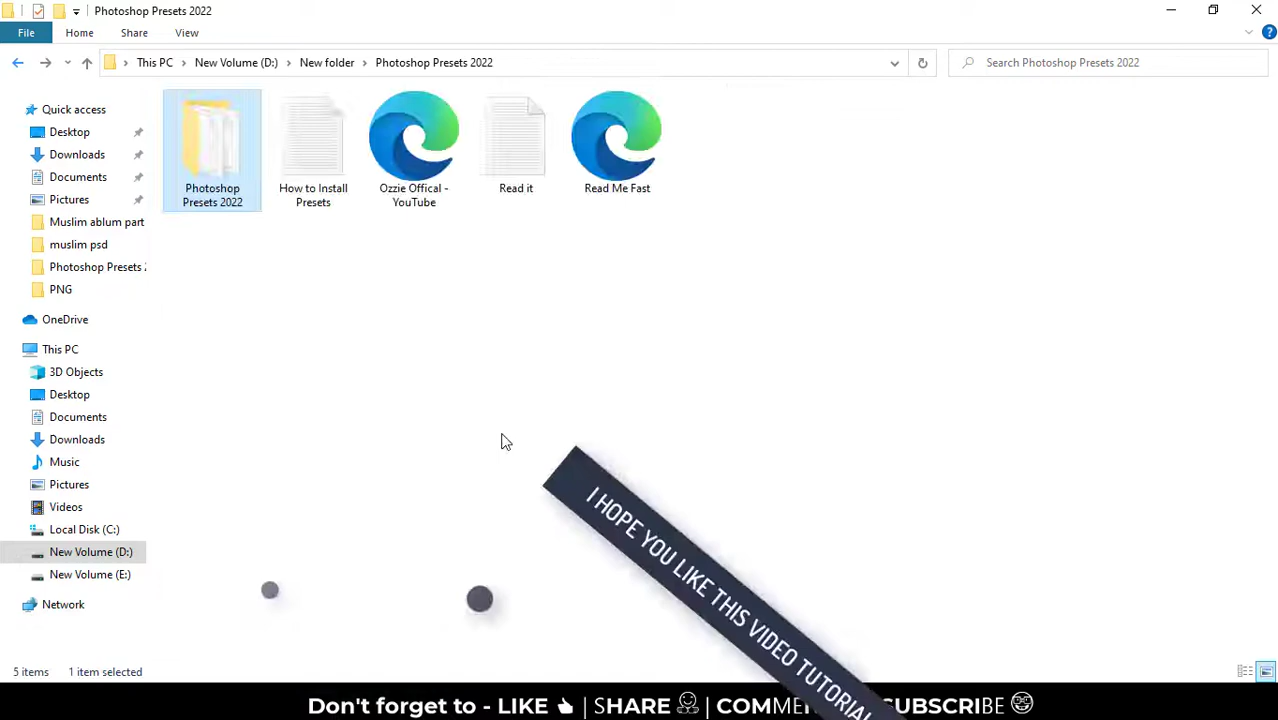 Photoshop Presets 2022
File Home Share View
This PC New Volume (D:) New folder Photoshop Presets 2022
Search Photoshop Presets 2022
Quick access
Desktop
Downloads
Documents
Pictures
Muslim ablum part
muslim psd
Photoshop Presets 2
PNG
OneDrive
This PC
3D Objects
Desktop
Documents
Downloads
Music
Pictures
Videos
Local Disk (C:)
New Volume (D:)
New Volume (E:)
Network
Photoshop
Presets 2022
How to Install
Presets
Ozzie Offical -
YouTube
Read it
Read Me Fast
I HOPE YOU LIKE THIS VIDEO TUTORIAL
5 items 1 item selected
Don't forget to - LIKE | SHARE | COMME SUBSCRIBE